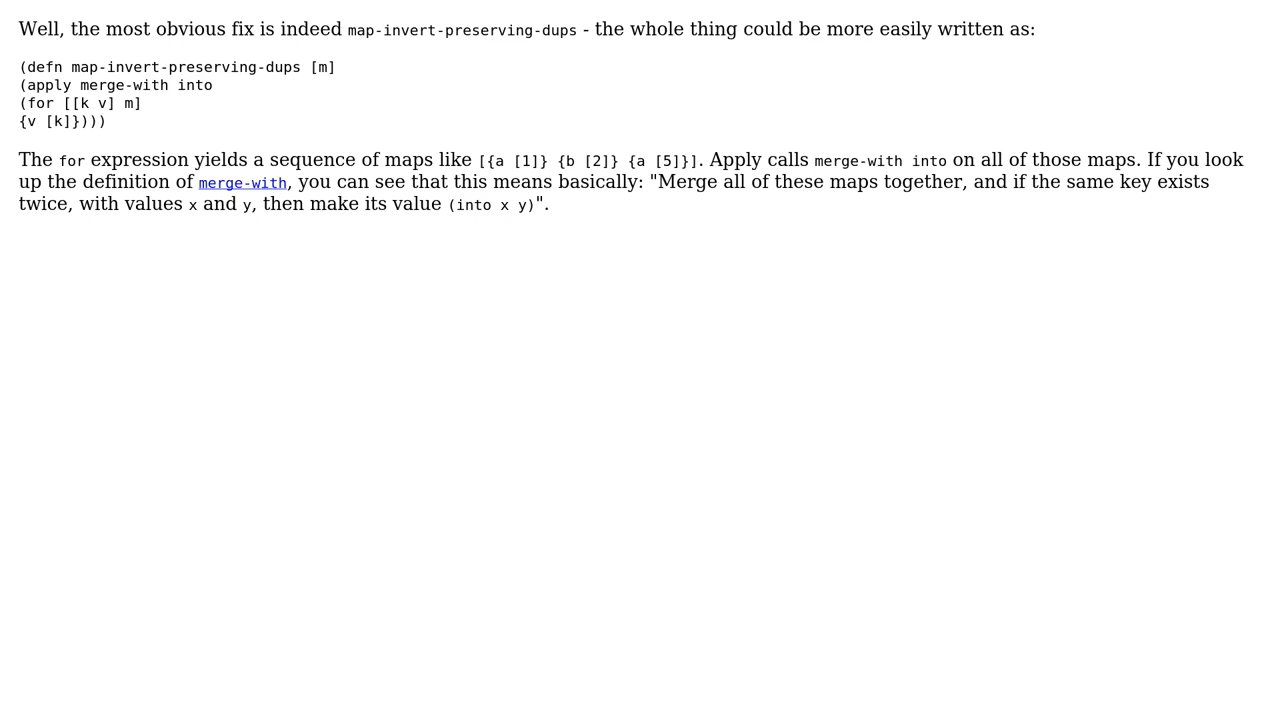 Well, the most obvious fix is indeed map-invert-preserving-dups - the whole thing could be more easily written as:
(defn map-invert-preserving-dups [m]
(apply merge-with into
(for [[k v] m]
{v [k]})))
The for expression yields a sequence of maps like [{a [1]} {b [2]} {a [5]}]. Apply calls merge-with into on all of those maps. If you look
up the definition of merge-with, you can see that this means basically: "Merge all of these maps together, and if the same key exists
twice, with values x and y, then make its value (into x y)".